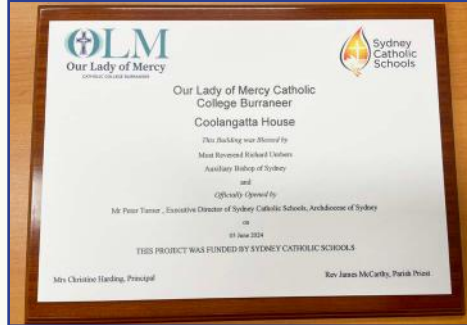 OLM
Our Lady of Mercy
CATHOLIC COLLEGE BURRANEER
Sydney
Catholic
Schools
Our Lady of Mercy Catholic
College Burraneer
Coolangatta House
This Building was Blessed by
Most Reverend Richard Umbers
Auxiliary Bishop of Sydney
and
Officially Opened by
Mr Peter Turner , Executive Director of Sydney Catholic Schools, Archdiocese of Sydney
on
03 June 2024
THIS PROJECT WAS FUNDED BY SYDNEY CATHOLIC SCHOOLS
Mrs Christine Harding, Principal
Rev James McCarthy, Parish Priest